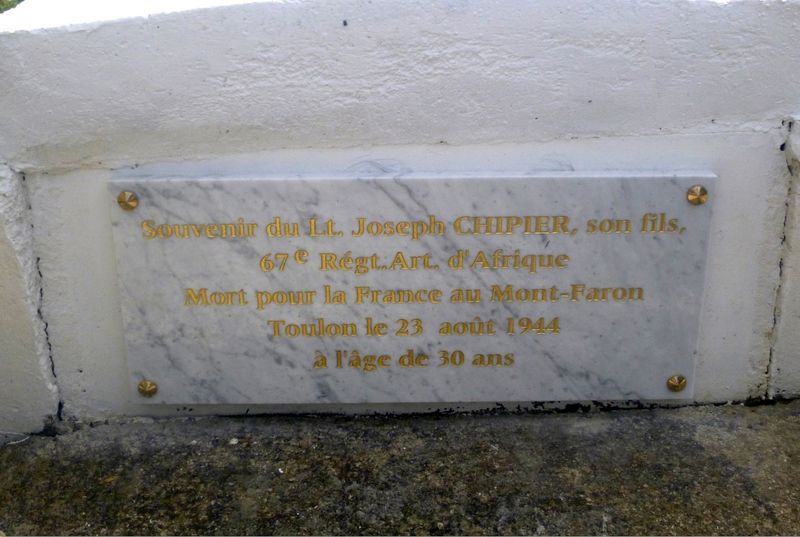 Souvenir du Lt. Joseph CHIPIER, son fils,
67e Régt.Art. d'Afrique
Mort pour la France au Mont-Faron
Toulon le 23 août 1944
à l'âge de 30 ans